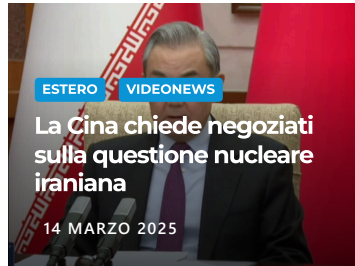 ESTERO VIDEONEWS
La Cina chiede negoziati
sulla questione nucleare
iraniana
14 MARZO 2025